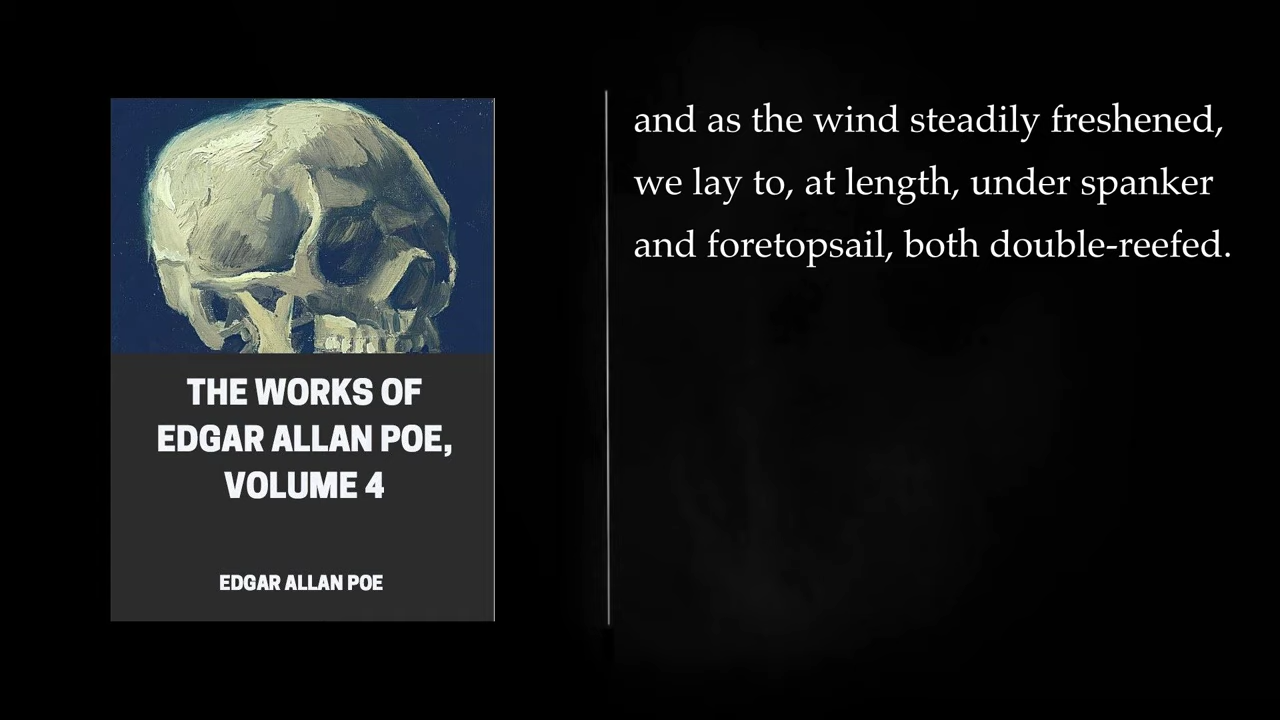 THE WORKS OF
EDGAR ALLAN POE,
VOLUME 4
EDGAR ALLAN POE
and as the wind steadily freshened,
we lay to, at length, under spanker
and foretopsail, both double-reefed.